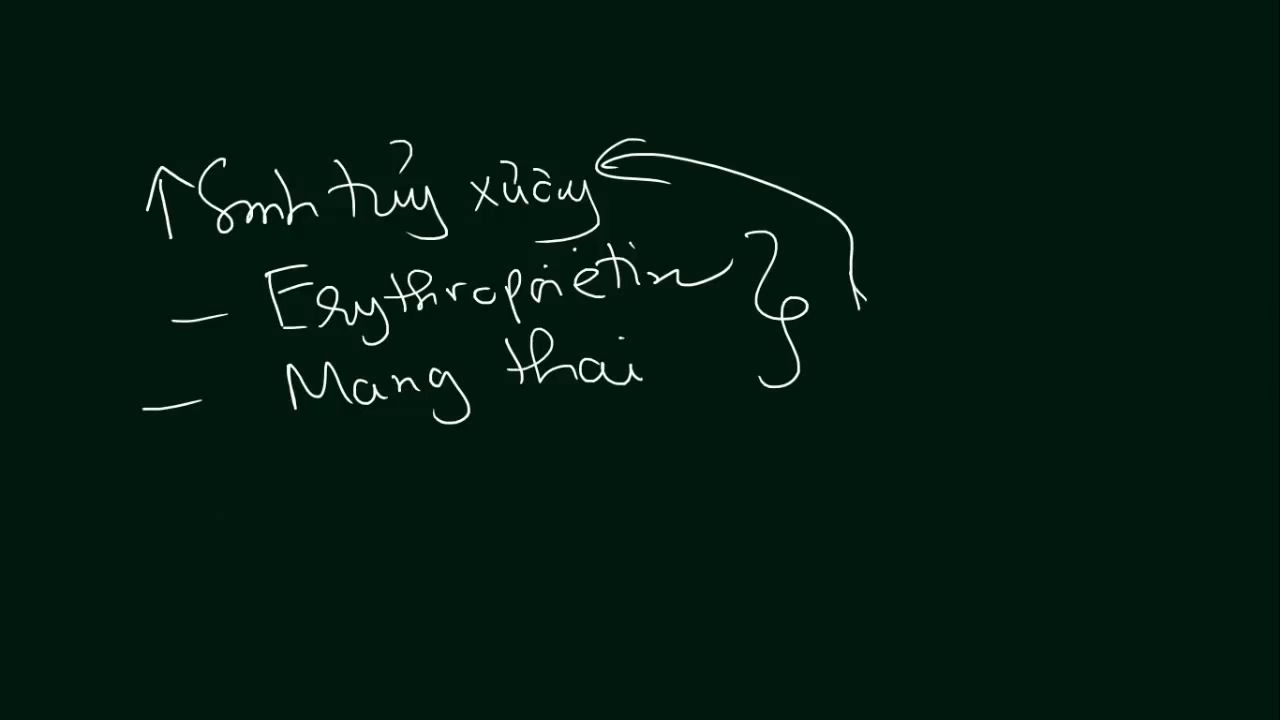 ↑ Sinh tủy xương
- Erythropoietin
- Mang thai